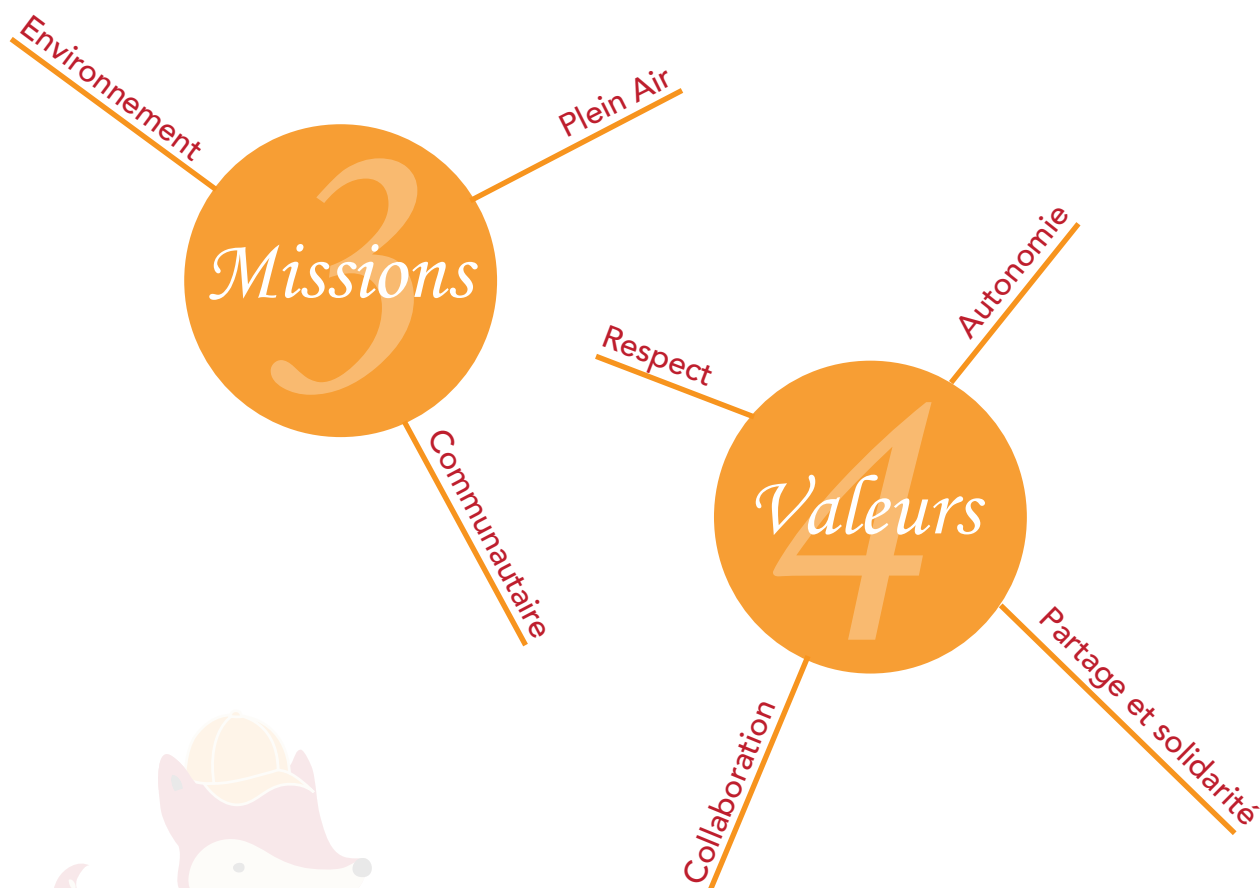 Environnement
Plein Air
3
Missions
Communautaire
Autonomie
Respect
4
Valeurs
Partage et solidarité
Collaboration